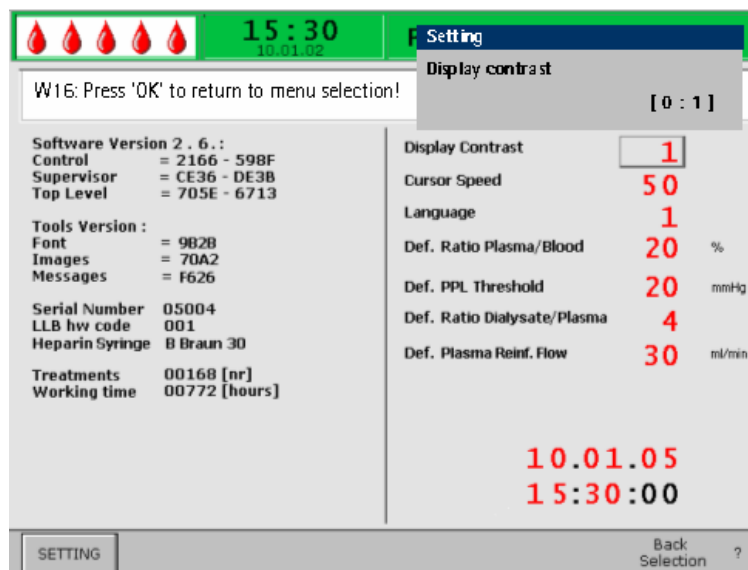 15:30
10.01.02
Setting
Display contrast
[0:1]
W16: Press 'OK' to return to menu selection!
Software Version 2.6.:
Control = 2166 - 598F
Supervisor = CE36 - DE3B
Top Level = 705E - 6713
Tools Version :
Font = 9B2B
Images = 70A2
Messages = F626
Serial Number 05004
LLB hw code 001
Heparin Syringe B Braun 30
Treatments 00168 [nr]
Working time 00772 [hours]
Display Contrast 1
Cursor Speed 50
Language 1
Def. Ratio Plasma/Blood 20 %
Def. PPL Threshold 20 mmHg
Def. Ratio Dialysate/Plasma 4
Def. Plasma Reinf. Flow 30 ml/min
10.01.05
15:30:00
SETTING
Back
Selection
?